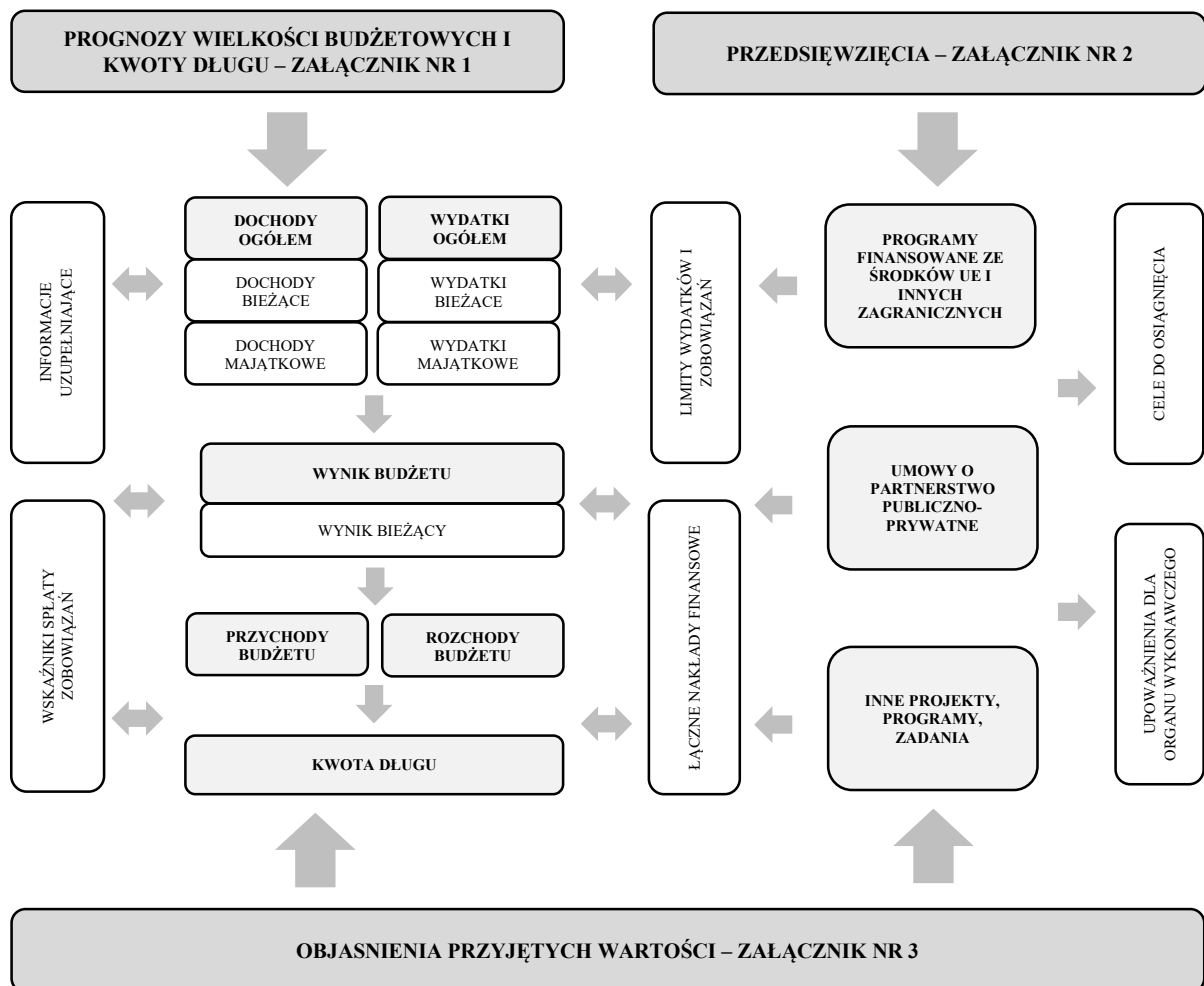 PROGNOZY WIELKOŚCI BUDŻETOWYCH I
KWOTY DŁUGU – ZAŁĄCZNIK NR 1
PRZEDSIĘWZIĘCIA – ZAŁĄCZNIK NR 2
INFORMACJE
UZUPEŁNIAJĄCE
DOCHODY
OGÓŁEM
WYDATKI
OGÓŁEM
DOCHODY
BIEŻĄCE
WYDATKI
BIEŻĄCE
DOCHODY
MAJĄTKOWE
WYDATKI
MAJĄTKOWE
LIMITY WYDATKÓW I
ZOBOWIĄZAŃ
PROGRAMY
FINANSOWANE ZE
ŚRODKÓW UE I
INNYCH
ZAGRANICZNYCH
CELE DO OSIĄGNIĘCIA
WYNIK BUDŻETU
WYNIK BIEŻĄCY
UMOWY O
PARTNERSTWO
PUBLICZNO-
PRYWATNE
WSKAŹNIKI SPŁATY
ZOBOWIĄZAŃ
PRZYCHODY
BUDŻETU
ROZCHODY
BUDŻETU
KWOTA DŁUGU
ŁĄCZNE NAKŁADY FINANSOWE
INNE PROJEKTY,
PROGRAMY,
ZADANIA
UPOWAŻNIENIA DLA
ORGANU WYKONAWCZEGO
OBJASNIENIA PRZYJĘTYCH WARTOŚCI – ZAŁĄCZNIK NR 3